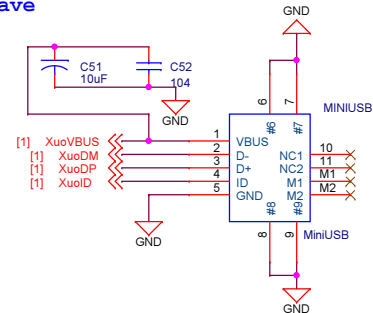 ave
GND
C51
10uF
C52
104
GND
6
7
MINIUSB
#6
#7
[1] XuoVBUS 1 VBUS
[1] XuoDM 2 D- NC1 10
[1] XuoDP 3 D+ NC2 11
[1] XuoID 4 ID M1 M1
5 GND M2 M2
#8
#9
8
9
MiniUSB
GND
GND